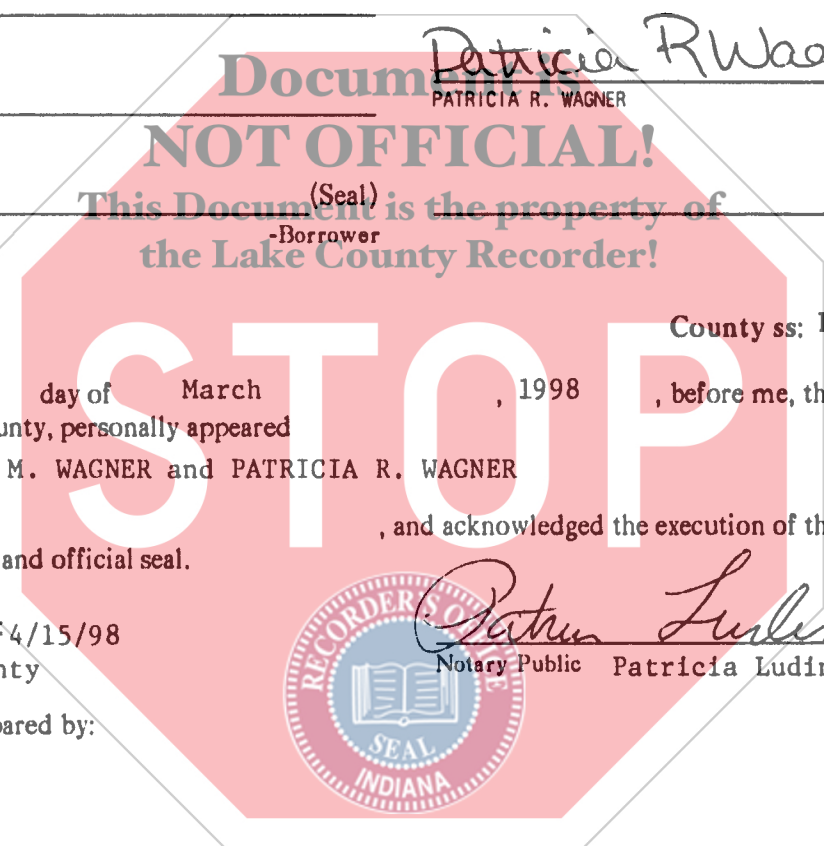 Patricia R Wag
PATRICIA R. WAGNER
Document is
NOT OFFICIAL!
This Document is the property of
the Lake County Recorder!
(Seal)
-Borrower
County ss:
day of March , 1998 , before me, th
unty, personally appeared
M. WAGNER and PATRICIA R. WAGNER
STOP
, and acknowledged the execution of th
and official seal.
4/15/98
nty
Notary Public Patricia Ludin
pared by:
RECORDER'S OFFICE
SEAL
INDIANA